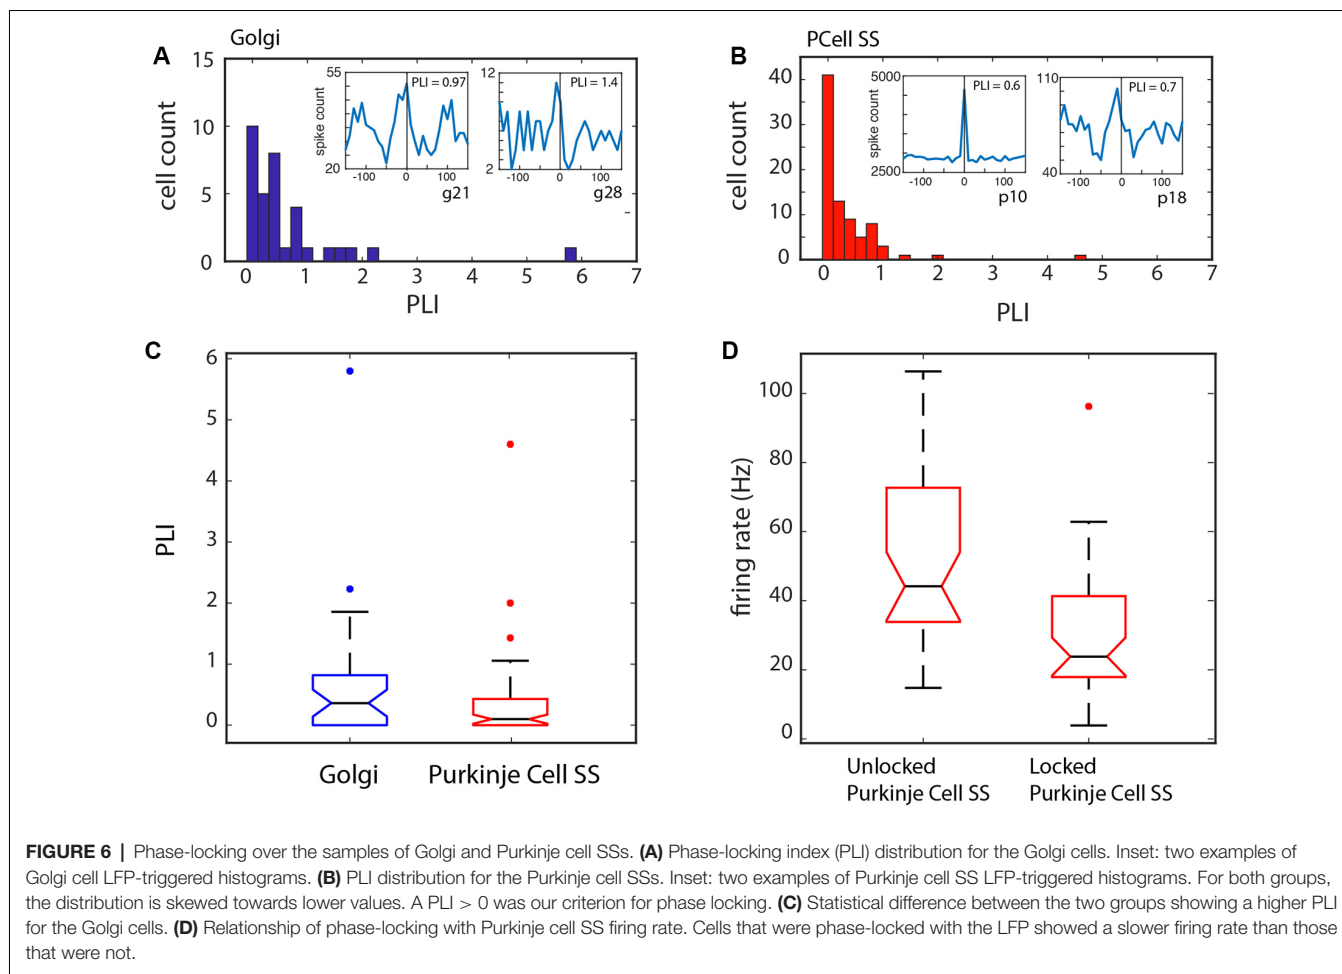 A
Golgi
15
10
5
0
cell count
0 1 2 3 4 5 6 7
PLI
55
20
spike count
PLI = 0.97
-100 0 100
g21
12
2
PLI = 1.4
-100 0 100
g28
B
PCell SS
40
30
20
10
0
cell count
0 1 2 3 4 5 6 7
PLI
5000
2500
spike count
PLI = 0.6
-100 0 100
p10
110
40
PLI = 0.7
-100 0 100
p18
C
6
5
4
3
2
1
0
PLI
Golgi Purkinje Cell SS
D
100
80
60
40
20
0
firing rate (Hz)
Unlocked
Purkinje Cell SS
Locked
Purkinje Cell SS
FIGURE 6 | Phase-locking over the samples of Golgi and Purkinje cell SSs. (A) Phase-locking index (PLI) distribution for the Golgi cells. Inset: two examples of
Golgi cell LFP-triggered histograms. (B) PLI distribution for the Purkinje cell SSs. Inset: two examples of Purkinje cell SS LFP-triggered histograms. For both groups,
the distribution is skewed towards lower values. A PLI > 0 was our criterion for phase locking. (C) Statistical difference between the two groups showing a higher PLI
for the Golgi cells. (D) Relationship of phase-locking with Purkinje cell SS firing rate. Cells that were phase-locked with the LFP showed a slower firing rate than those
that were not.